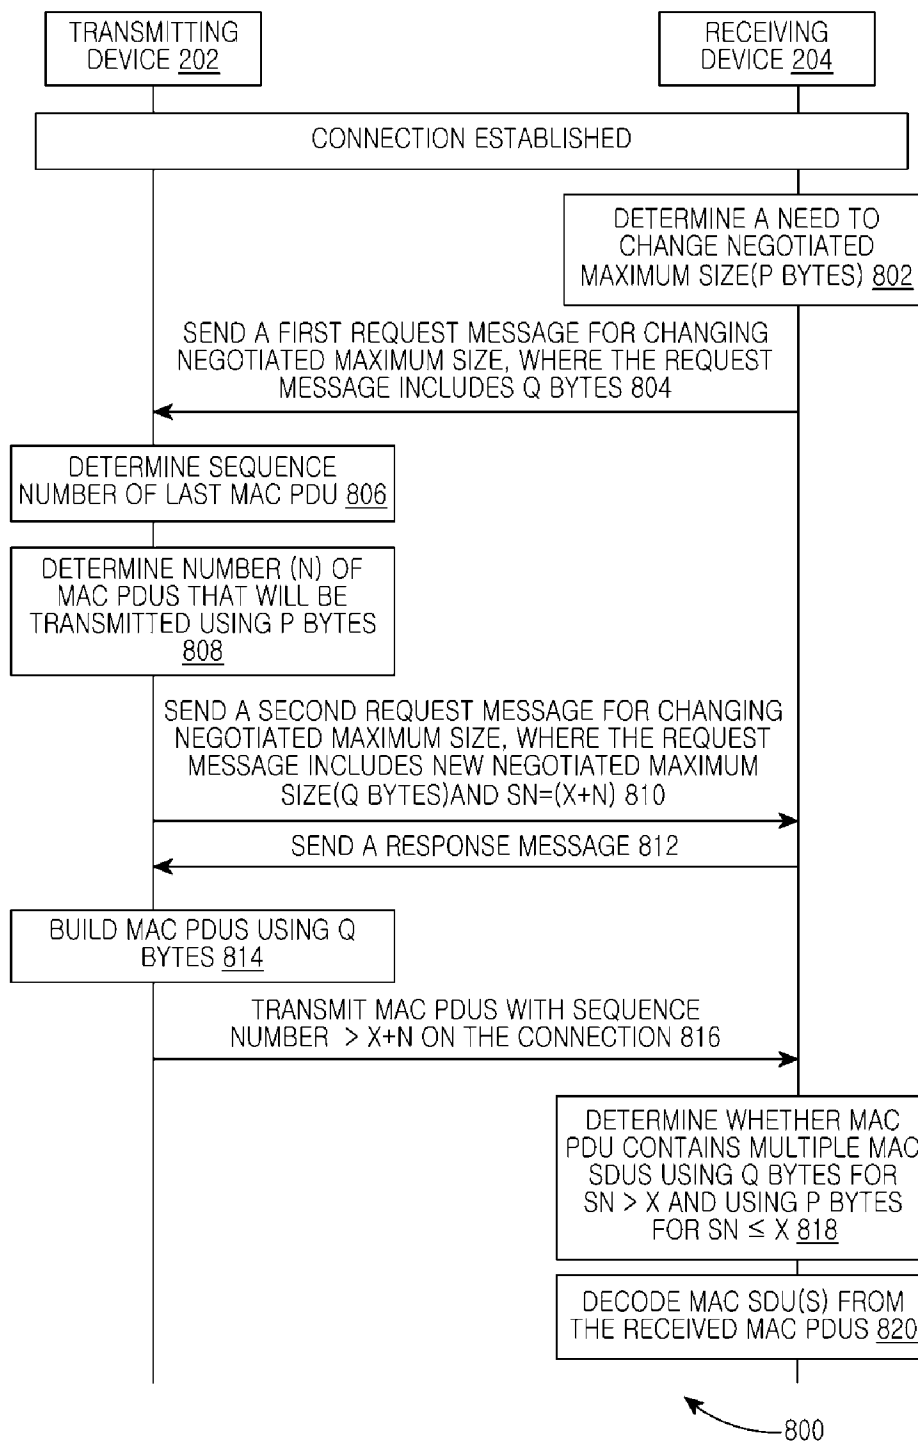 TRANSMITTING
DEVICE 202
RECEIVING
DEVICE 204
CONNECTION ESTABLISHED
DETERMINE A NEED TO
CHANGE NEGOTIATED
MAXIMUM SIZE(P BYTES) 802
SEND A FIRST REQUEST MESSAGE FOR CHANGING
NEGOTIATED MAXIMUM SIZE, WHERE THE REQUEST
MESSAGE INCLUDES Q BYTES 804
DETERMINE SEQUENCE
NUMBER OF LAST MAC PDU 806
DETERMINE NUMBER (N) OF
MAC PDUS THAT WILL BE
TRANSMITTED USING P BYTES
808
SEND A SECOND REQUEST MESSAGE FOR CHANGING
NEGOTIATED MAXIMUM SIZE, WHERE THE REQUEST
MESSAGE INCLUDES NEW NEGOTIATED MAXIMUM
SIZE(Q BYTES)AND SN=(X+N) 810
SEND A RESPONSE MESSAGE 812
BUILD MAC PDUS USING Q
BYTES 814
TRANSMIT MAC PDUS WITH SEQUENCE
NUMBER > X+N ON THE CONNECTION 816
DETERMINE WHETHER MAC
PDU CONTAINS MULTIPLE MAC
SDUS USING Q BYTES FOR
SN > X AND USING P BYTES
FOR SN ≤ X 818
DECODE MAC SDU(S) FROM
THE RECEIVED MAC PDUS 820
800